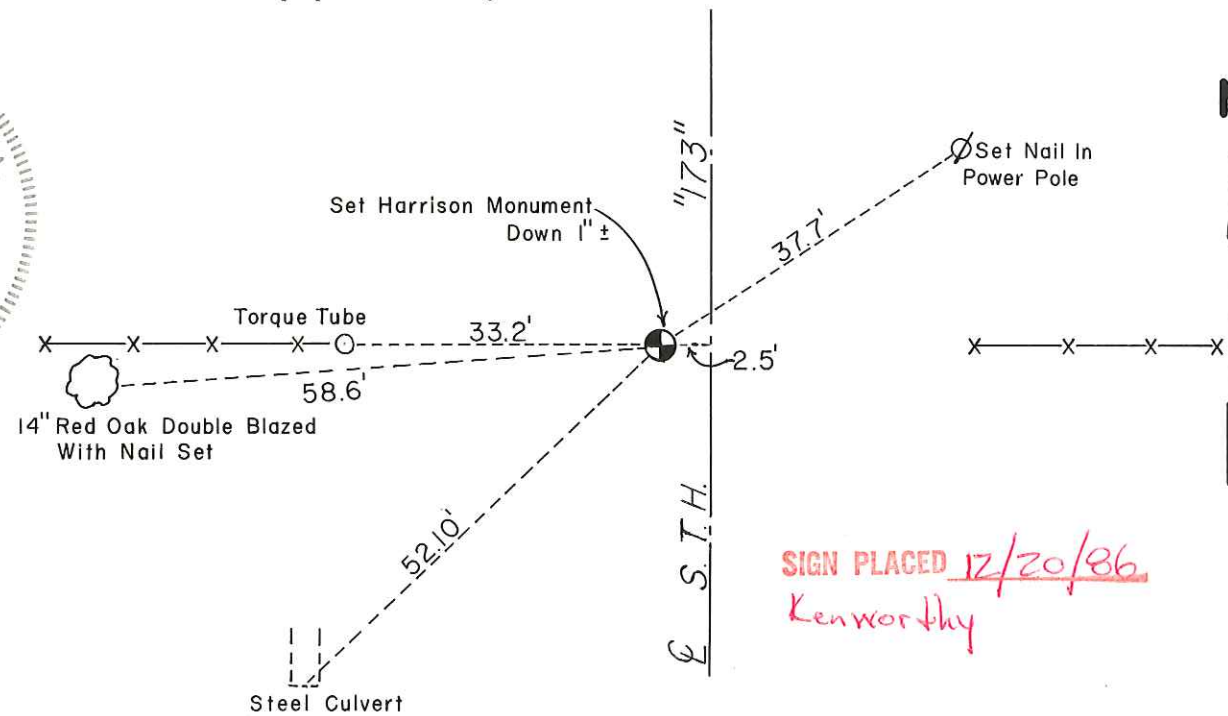 "173"
Set Nail In
Power Pole
Set Harrison Monument
Down 1" ±
37.7'
Torque Tube
33.2'
2.5'
58.6'
14" Red Oak Double Blazed
With Nail Set
52.10'
℄ S. T. H.
SIGN PLACED 12/20/86
Kenworthy
Steel Culvert